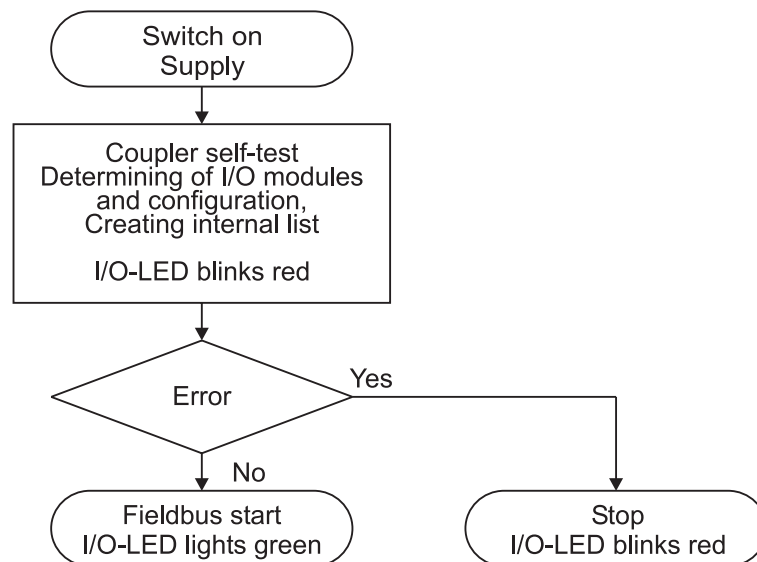 Switch on
Supply
Coupler self-test
Determining of I/O modules
and configuration,
Creating internal list
I/O-LED blinks red
Error
Yes
No
Fieldbus start
I/O-LED lights green
Stop
I/O-LED blinks red